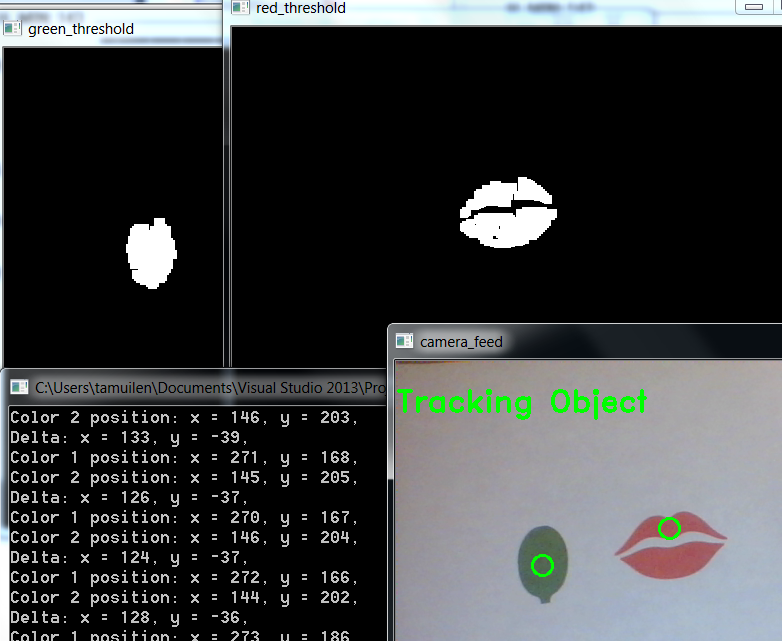 green_threshold
red_threshold
camera_feed
Tracking Object
C:\Users\tamuilen\Documents\Visual Studio 2013\Pro
Color 2 position: x = 146, y = 203,
Delta: x = 133, y = -39,
Color 1 position: x = 271, y = 168,
Color 2 position: x = 145, y = 205,
Delta: x = 126, y = -37,
Color 1 position: x = 270, y = 167,
Color 2 position: x = 146, y = 204,
Delta: x = 124, y = -37,
Color 1 position: x = 272, y = 166,
Color 2 position: x = 144, y = 202,
Delta: x = 128, y = -36,
Color 1 position: x = 273, y = 186